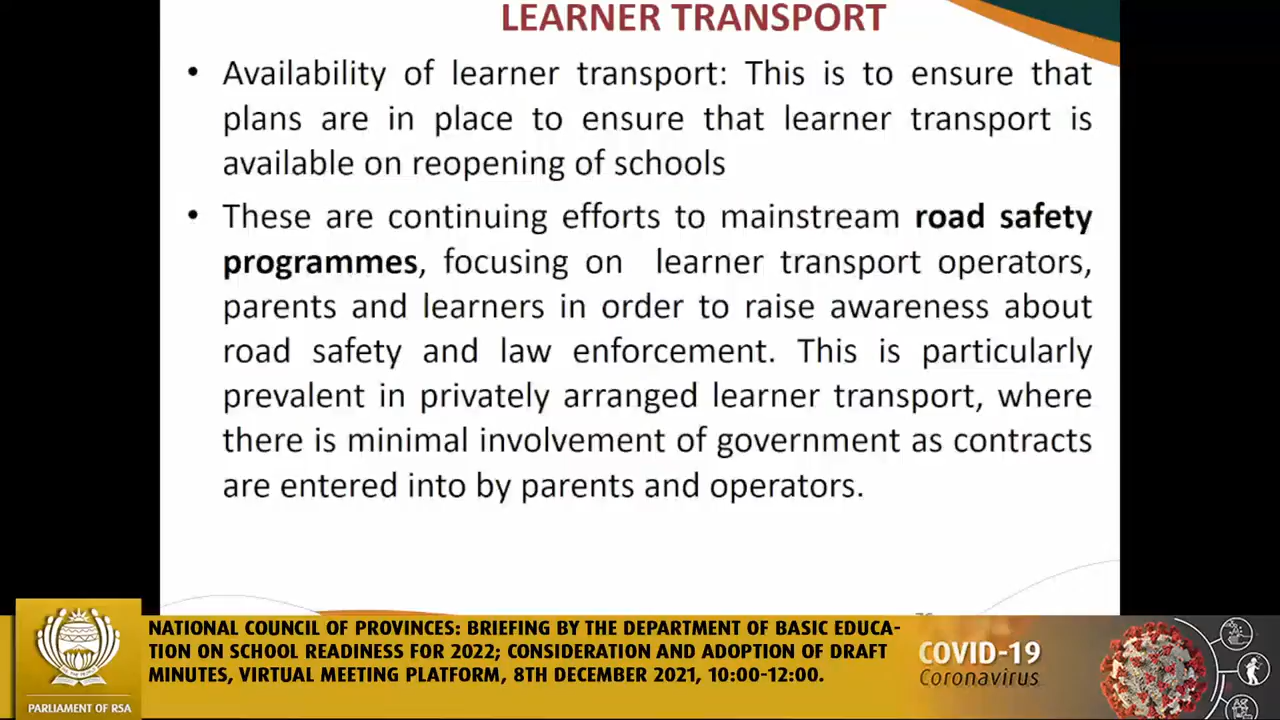 LEARNER TRANSPORT
• Availability of learner transport: This is to ensure that
plans are in place to ensure that learner transport is
available on reopening of schools
• These are continuing efforts to mainstream road safety
programmes, focusing on learner transport operators,
parents and learners in order to raise awareness about
road safety and law enforcement. This is particularly
prevalent in privately arranged learner transport, where
there is minimal involvement of government as contracts
are entered into by parents and operators.
NATIONAL COUNCIL OF PROVINCES: BRIEFING BY THE DEPARTMENT OF BASIC EDUCA-
TION ON SCHOOL READINESS FOR 2022; CONSIDERATION AND ADOPTION OF DRAFT
MINUTES, VIRTUAL MEETING PLATFORM, 8TH DECEMBER 2021, 10:00-12:00.
PARLIAMENT OF RSA
COVID-19
Coronavirus